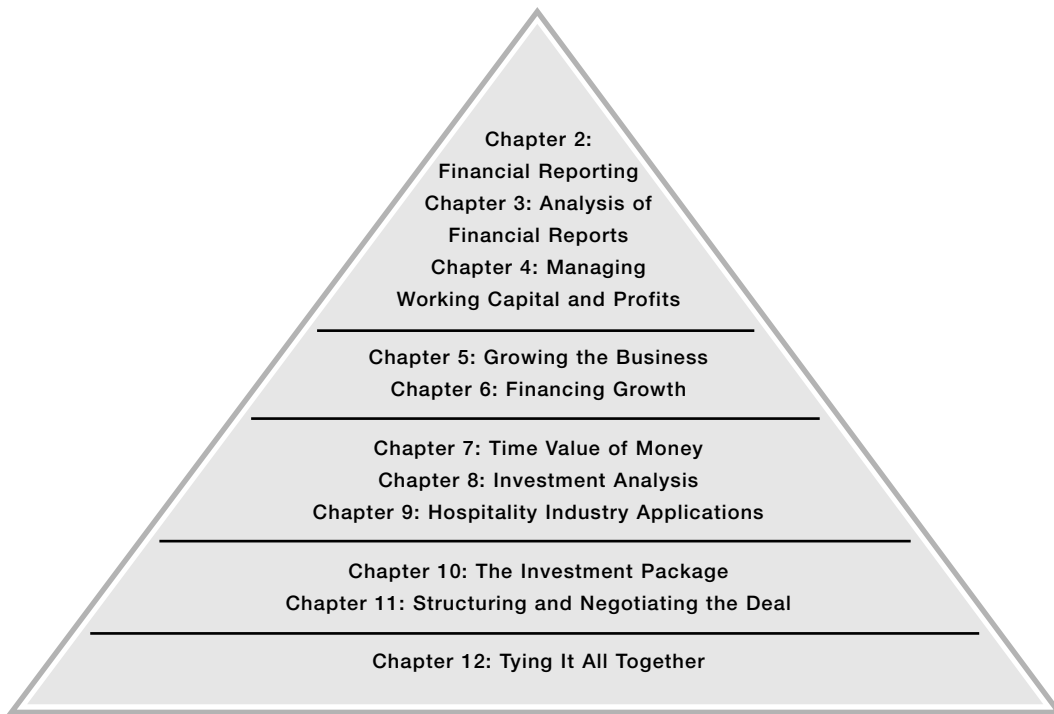 Chapter 2:
Financial Reporting
Chapter 3: Analysis of
Financial Reports
Chapter 4: Managing
Working Capital and Profits
Chapter 5: Growing the Business
Chapter 6: Financing Growth
Chapter 7: Time Value of Money
Chapter 8: Investment Analysis
Chapter 9: Hospitality Industry Applications
Chapter 10: The Investment Package
Chapter 11: Structuring and Negotiating the Deal
Chapter 12: Tying It All Together